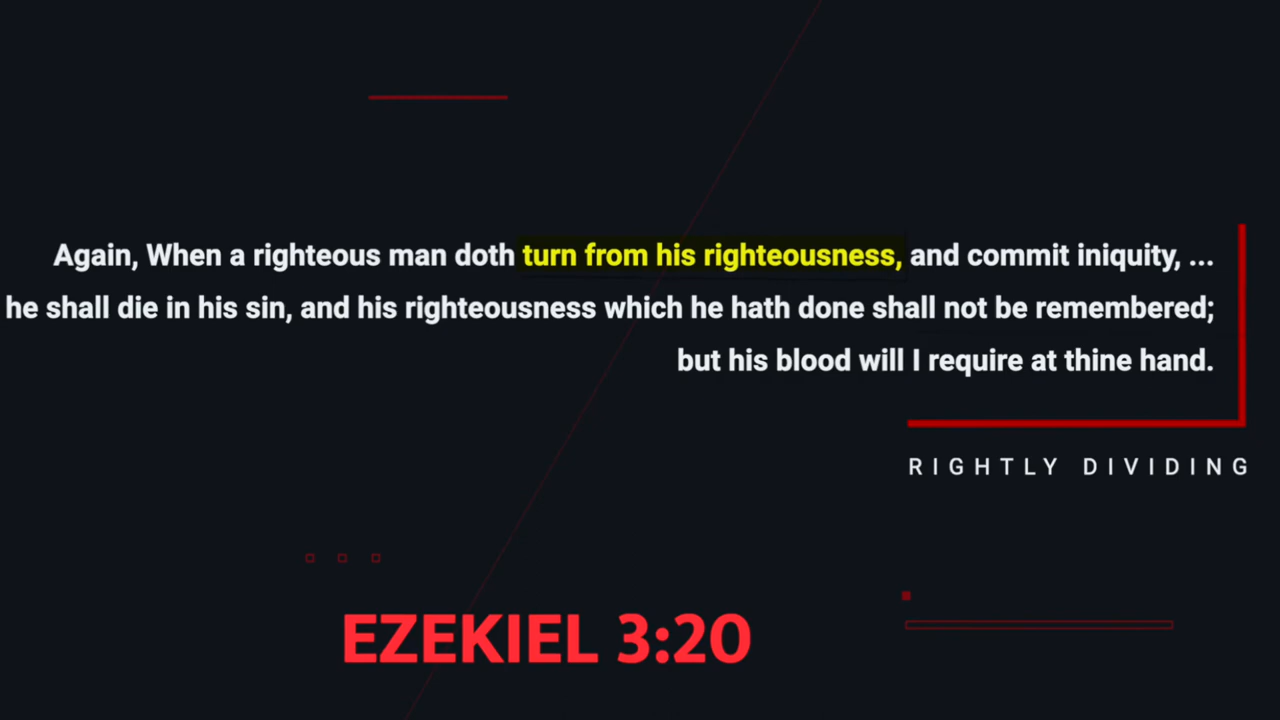 Again, When a righteous man doth turn from his righteousness, and commit iniquity, ...
he shall die in his sin, and his righteousness which he hath done shall not be remembered;
but his blood will I require at thine hand.
RIGHTLY DIVIDING
EZEKIEL 3:20